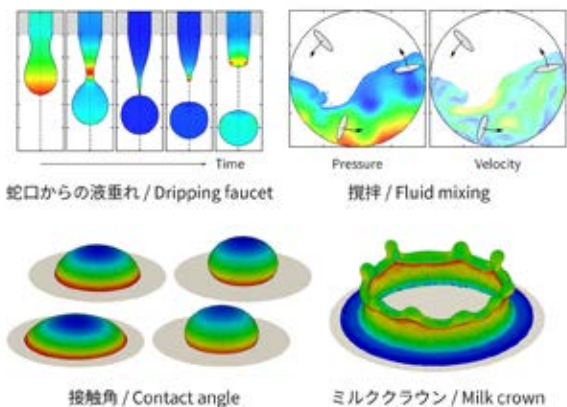 Time
Pressure Velocity
蛇口からの液垂れ / Dripping faucet
撹拌 / Fluid mixing
接触角 / Contact angle
ミルククラウン / Milk crown